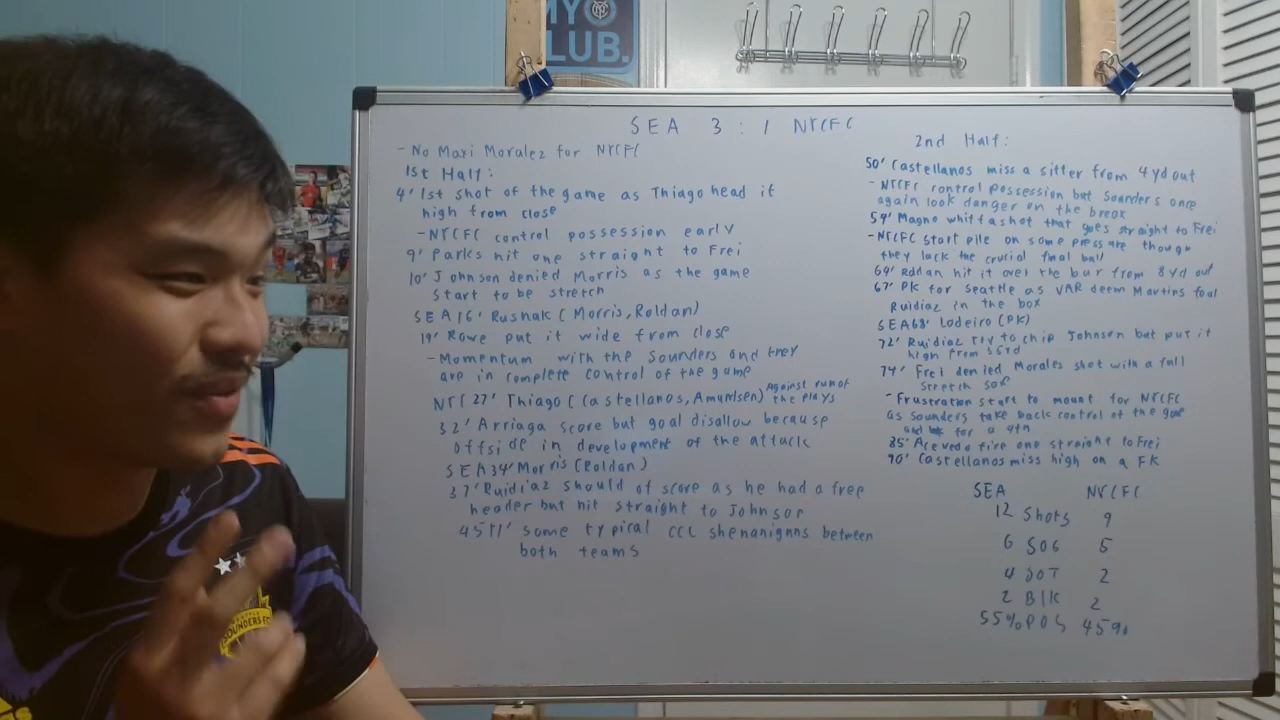 MY
CLUB.
SEA 3 : 1 NYCFC
- No Maxi Moralez for NYCFC
1st Half:
4' 1st shot of the game as Thiago head it
high from close
- NYCFC control possession early
9' Parks hit one straight to Frei
10' Johnson denied Morris as the game
start to be stretch
SEA 16' Rusnak (Morris, Roldan)
19' Rowe put it wide from close
- Momentum with the Sounders and they
are in complete control of the game
NYC 27' Thiago (Castellanos, Amundsen) Against run of
the plays
32' Arriaga score but goal disallow because
offside in development of the attack
SEA 34' Morris (Roldan)
37' Ruidiaz should of score as he had a free
header but hit straight to Johnson
45+1' some typical CCL shenanigans between
both teams
2nd Half:
50' Castellanos miss a sitter from 4yd out
- NYCFC control possession but Sounders once
again look danger on the break
59' Magno whiff a shot that goes straight to Frei
- NYCFC start pile on some pressure though
they lack the crucial final ball
64' Roldan hit it over the bar from 8yd out
67' PK for Seattle as VAR deem Martins foul
Ruidiaz in the box
SEA 68' Lodeiro (PK)
72' Ruidiaz try to chip Johnson but put it
high from 35yd
74' Frei denied Morales shot with a full
stretch save
- Frustration start to mount for NYCFC
as Sounders take back control of the game
and for a 4th
85' Acevedo fire one straight to Frei
90' Castellanos miss high on a FK
SEA NYCFC
12 Shots 9
6 SOG 5
4 SOT 2
2 Blk 2
55% POS 45%
SEATTLE
SOUNDERS FC